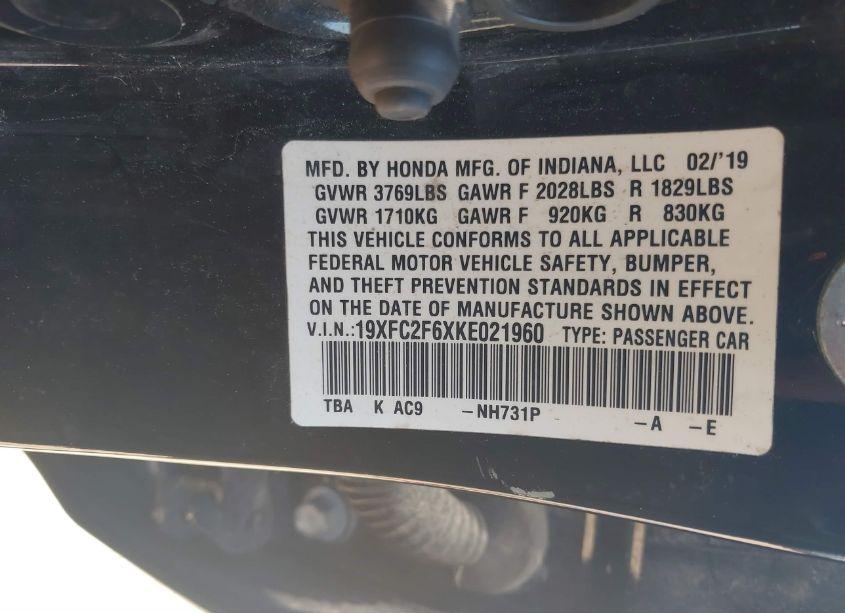 MFD. BY HONDA MFG. OF INDIANA, LLC 02/'19
GVWR 3769LBS GAWR F 2028LBS R 1829LBS
GVWR 1710KG GAWR F 920KG R 830KG
THIS VEHICLE CONFORMS TO ALL APPLICABLE
FEDERAL MOTOR VEHICLE SAFETY, BUMPER,
AND THEFT PREVENTION STANDARDS IN EFFECT
ON THE DATE OF MANUFACTURE SHOWN ABOVE.
V.I.N.:19XFC2F6XKE021960 TYPE: PASSENGER CAR
TBA K AC9 -NH731P -A -E